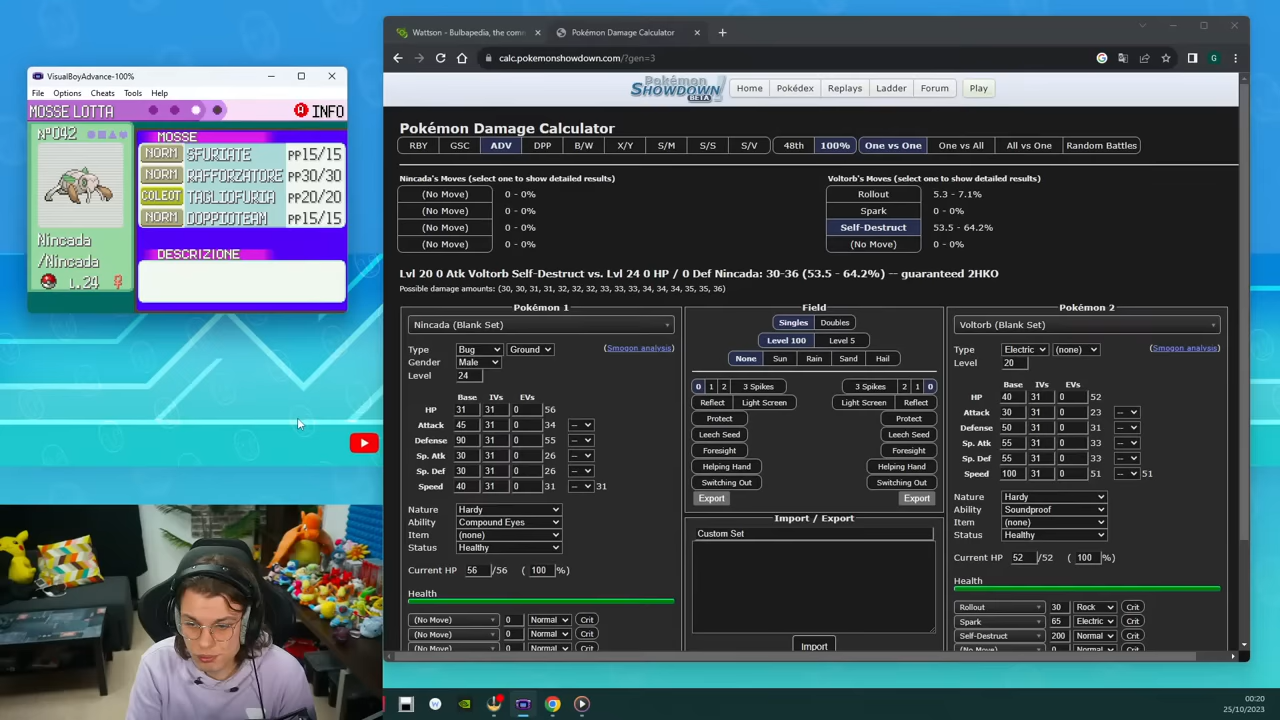 VisualBoyAdvance-100%
File Options Cheats Tools Help
MOSSE LOTTA
INFO
Nº042
MOSSE
NORM SFURIATE PP15/15
NORM RAFFORZATORE PP30/30
COLEOT TAGLIOFURIA PP20/20
NORM DOPPIOTEAM PP15/15
Nincada
/Nincada
L.24
DESCRIZIONE
Wattson - Bulbapedia, the com
Pokémon Damage Calculator
calc.pokemonshowdown.com/?gen=3
G
Pokémon
SHOWDOWN
BETA
Home Pokédex Replays Ladder Forum Play
Pokémon Damage Calculator
RBY GSC ADV DPP B/W X/Y S/M S/S S/V 48th 100% One vs One One vs All All vs One Random Battles
Nincada's Moves (select one to show detailed results)
(No Move) 0 - 0%
(No Move) 0 - 0%
(No Move) 0 - 0%
(No Move) 0 - 0%
Voltorb's Moves (select one to show detailed results)
Rollout 5.3 - 7.1%
Spark 0 - 0%
Self-Destruct 53.5 - 64.2%
(No Move) 0 - 0%
Lvl 20 0 Atk Voltorb Self-Destruct vs. Lvl 24 0 HP / 0 Def Nincada: 30-36 (53.5 - 64.2%) -- guaranteed 2HKO
Possible damage amounts: (30, 30, 31, 31, 32, 32, 32, 33, 33, 33, 34, 34, 34, 35, 35, 36)
Pokémon 1
Nincada (Blank Set)
Type Bug Ground (Smogon analysis)
Gender Male
Level 24
Base IVs EVs
HP 31 31 0 56
Attack 45 31 0 34 --
Defense 90 31 0 55 --
Sp. Atk 30 31 0 26 --
Sp. Def 30 31 0 26 --
Speed 40 31 0 31 -- 31
Nature Hardy
Ability Compound Eyes
Item (none)
Status Healthy
Current HP 56 /56 ( 100 %)
Health
(No Move) 0 Normal Crit
(No Move) 0 Normal Crit
(No Move) 0 Normal Crit
Field
Singles Doubles
Level 100 Level 5
None Sun Rain Sand Hail
0 1 2 3 Spikes 3 Spikes 2 1 0
Reflect Light Screen Light Screen Reflect
Protect Protect
Leech Seed Leech Seed
Foresight Foresight
Helping Hand Helping Hand
Switching Out Switching Out
Export Export
Import / Export
Custom Set
Import
Pokémon 2
Voltorb (Blank Set)
Type Electric (none) (Smogon analysis)
Level 20
Base IVs EVs
HP 40 31 0 52
Attack 30 31 0 23 --
Defense 50 31 0 31 --
Sp. Atk 55 31 0 33 --
Sp. Def 55 31 0 33 --
Speed 100 31 0 51 -- 51
Nature Hardy
Ability Soundproof
Item (none)
Status Healthy
Current HP 52 /52 ( 100 %)
Health
Rollout 30 Rock Crit
Spark 65 Electric Crit
Self-Destruct 200 Normal Crit
(No Move) 0 Normal Crit
00:20
25/10/2023